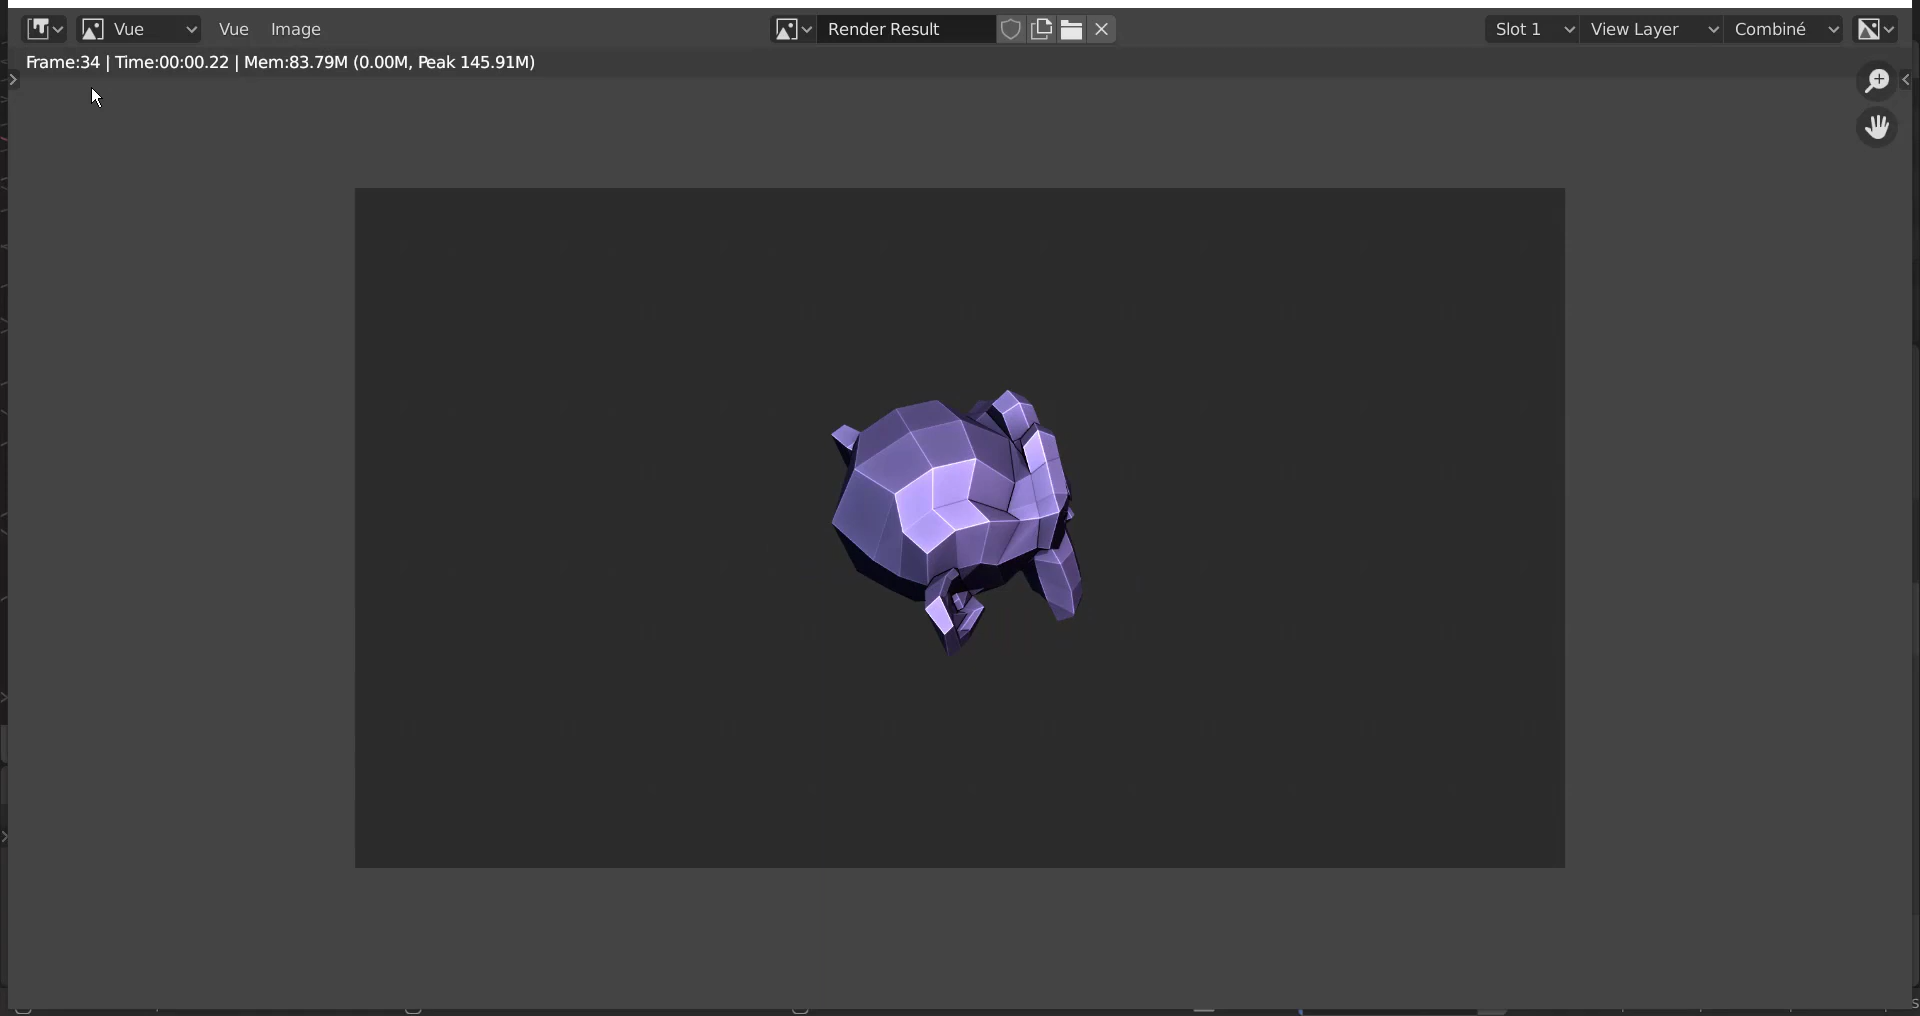 Vue Vue Image Render Result Slot 1 View Layer Combiné
Frame:34 | Time:00:00.22 | Mem:83.79M (0.00M, Peak 145.91M)